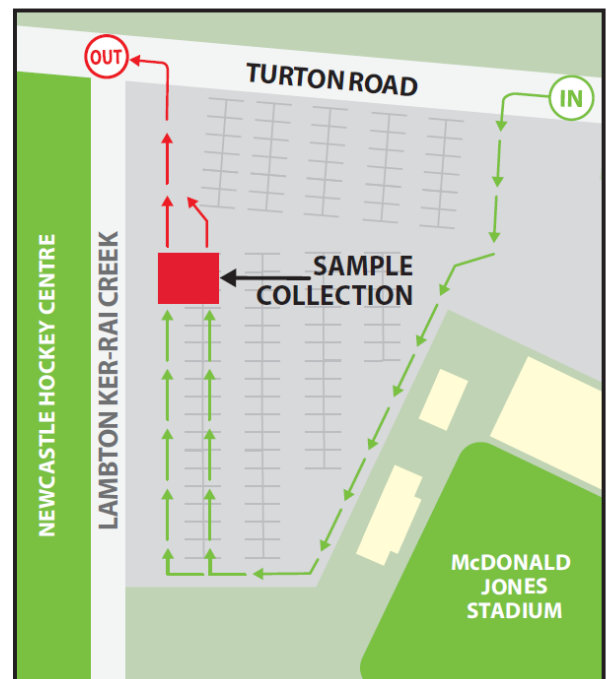 OUT
TURTON ROAD
IN
SAMPLE
COLLECTION
NEWCASTLE HOCKEY CENTRE
LAMBTON KER-RAI CREEK
McDONALD
JONES
STADIUM